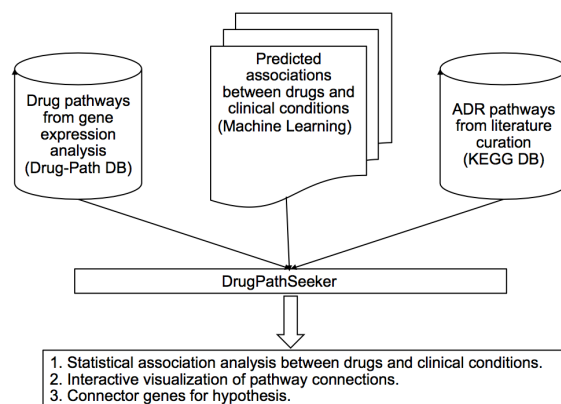 Drug pathways
from gene
expression
analysis
(Drug-Path DB)
Predicted
associations
between drugs and
clinical conditions
(Machine Learning)
ADR pathways
from literature
curation
(KEGG DB)
DrugPathSeeker
1. Statistical association analysis between drugs and clinical conditions.
2. Interactive visualization of pathway connections.
3. Connector genes for hypothesis.